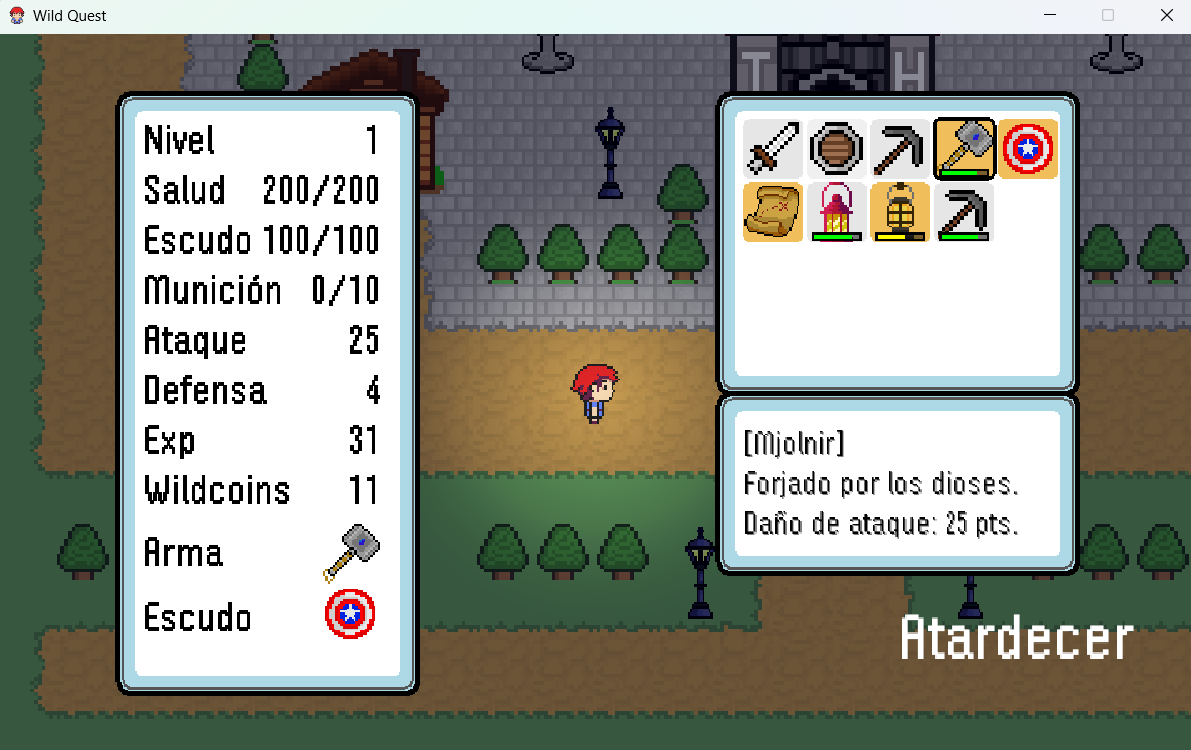 Wild Quest
T H
Nivel 1
Salud 200/200
Escudo 100/100
Munición 0/10
Ataque 25
Defensa 4
Exp 31
Wildcoins 11
Arma
Escudo
[Mjolnir]
Forjado por los dioses.
Daño de ataque: 25 pts.
Atardecer